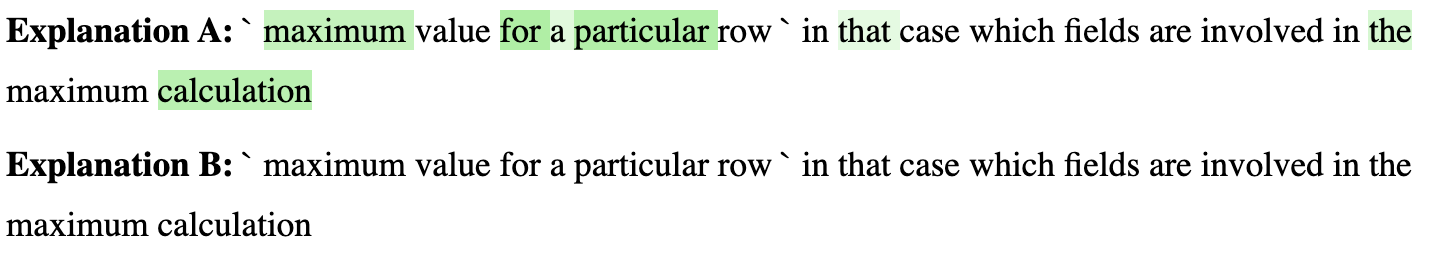 Explanation A: ` maximum value for a particular row ` in that case which fields are involved in the
maximum calculation
Explanation B: ` maximum value for a particular row ` in that case which fields are involved in the
maximum calculation